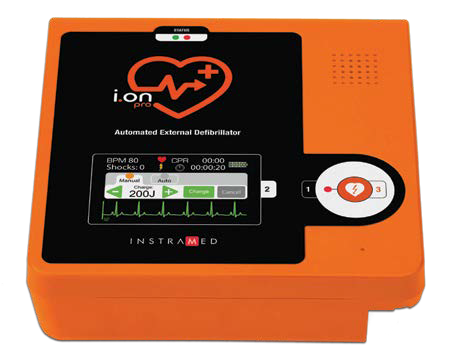 STATUS
i.on
pro
Automated External Defibrillator
BPM 80 CPR 00:00
Shocks: 0 00:00:20
Manual Auto
Charge
200J
Charge
Cancel
2
1
3
INSTRAMED